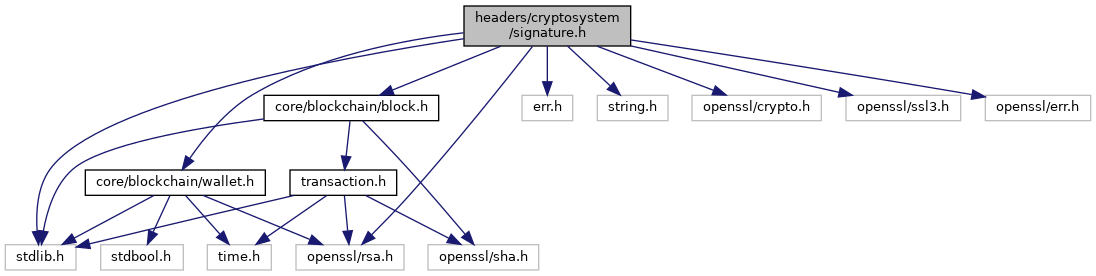 headers/cryptosystem
/signature.h
core/blockchain/block.h
err.h
string.h
openssl/crypto.h
openssl/ssl3.h
openssl/err.h
core/blockchain/wallet.h
transaction.h
stdlib.h
stdbool.h
time.h
openssl/rsa.h
openssl/sha.h